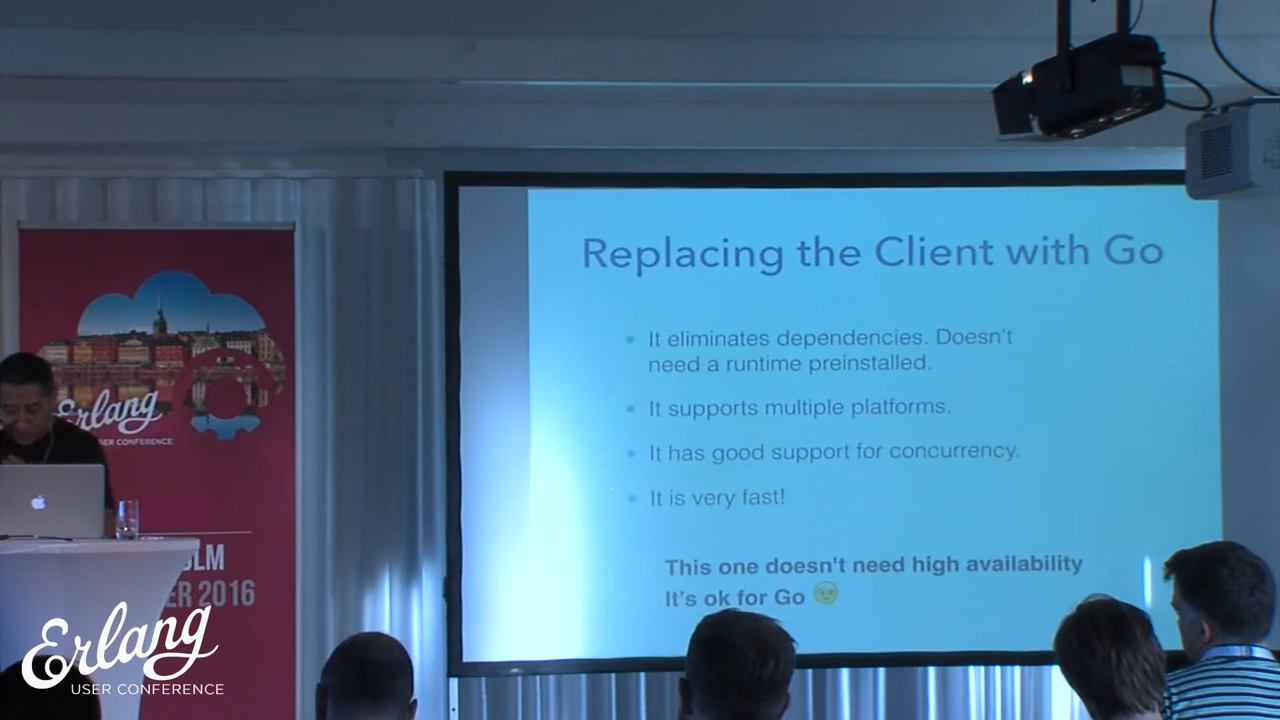 Replacing the Client with Go
It eliminates dependencies. Doesn't
need a runtime preinstalled.
It supports multiple platforms.
It has good support for concurrency.
It is very fast!
This one doesn't need high availability
It's ok for Go
Erlang
USER CONFERENCE
2016
Erlang
USER CONFERENCE